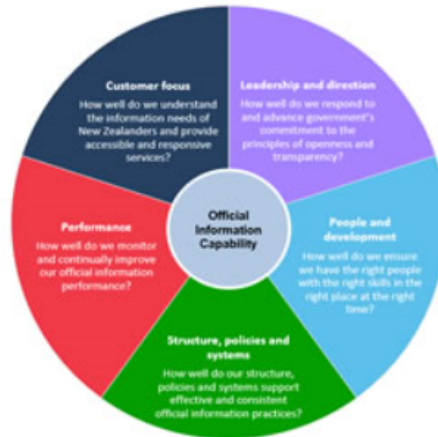 Customer focus
How well do we understand
the information needs of
New Zealanders and provide
accessible and responsive
services?
Leadership and direction
How well do we respond to
and advance government's
commitment to the
principles of openness and
transparency?
Official
Information
Capability
Performance
How well do we monitor
and continually improve
our official information
performance?
People and
development
How well do we ensure
we have the right people
with the right skills in
the right place at the right
time?
Structure, policies and
systems
How well do our structure,
policies and systems support
effective and consistent
official information practices?